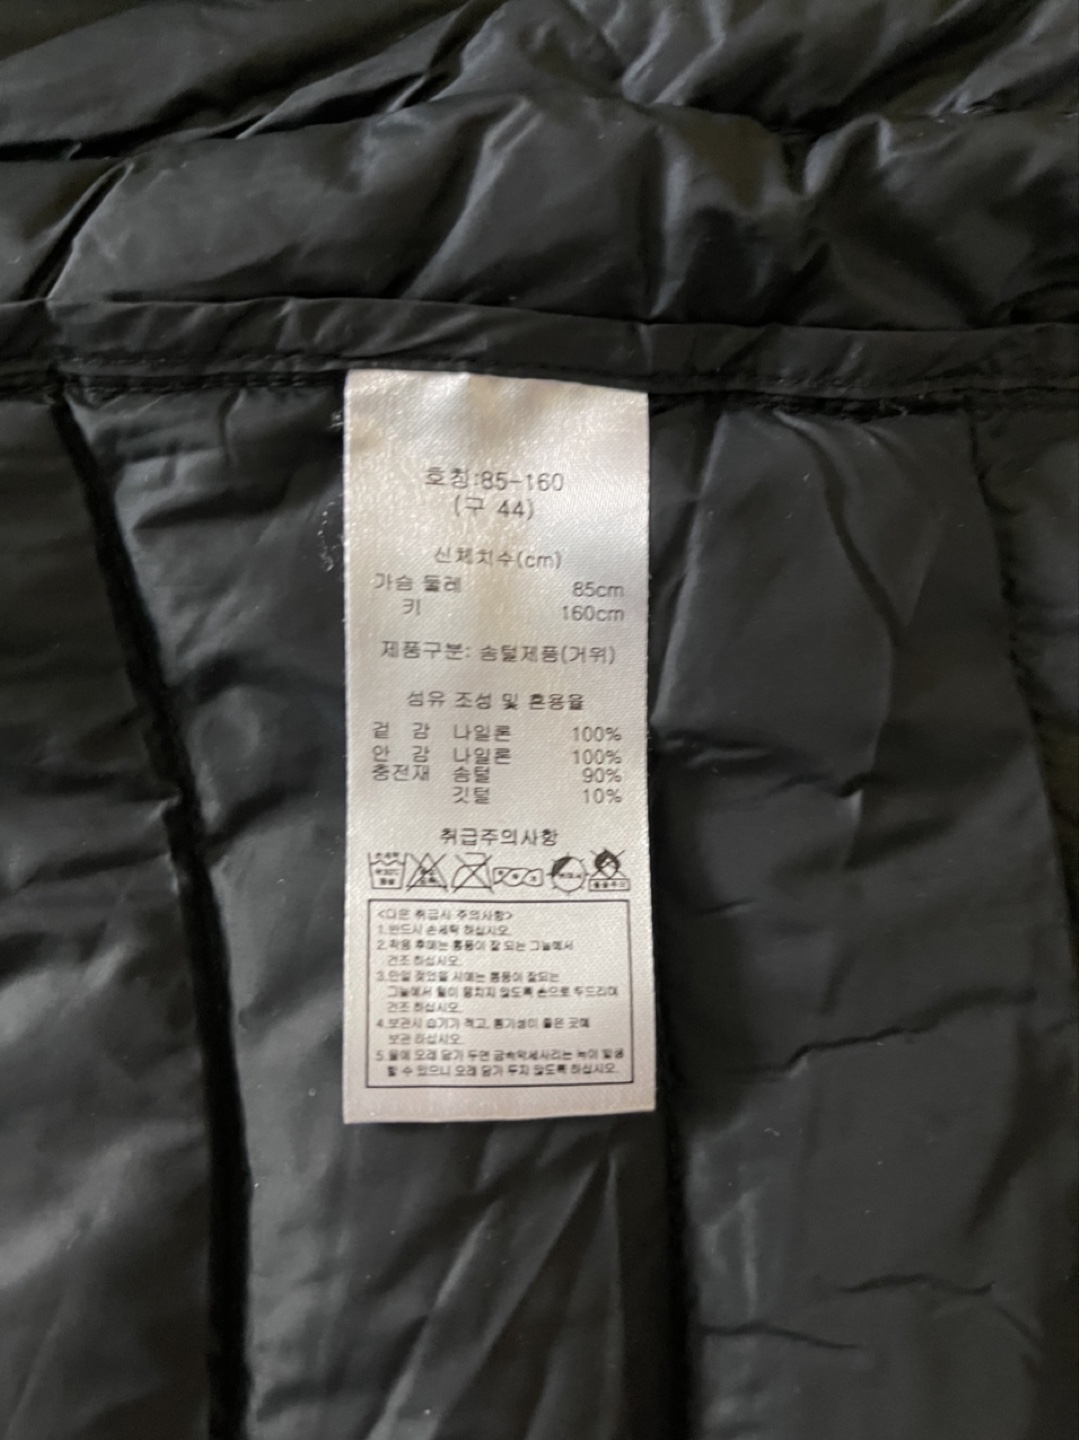 호칭:85-160
(구 44)
신체치수(cm)
가슴 둘레 85cm
키 160cm
제품구분: 솜털제품(거위)
섬유 조성 및 혼용율
겉 감 나일론 100%
안 감 나일론 100%
충전재 솜털 90%
깃털 10%
취급주의사항
손세탁
약30℃
중성
<다운 취급시 주의사항>
1.반드시 손세탁 하십시오.
2.착용 후에는 통풍이 잘 되는 그늘에서
건조 하십시오.
3.만일 젖었을 시에는 통풍이 잘되는
그늘에서 털이 뭉치지 않도록 손으로 두드리며
건조 하십시오.
4.보관시 습기가 적고, 통기성이 좋은 곳에
보관 하십시오.
5.물에 오래 담가 두면 금속악세사리는 녹이 발생
할 수 있으니 오래 담가 두지 않도록 하십시오.